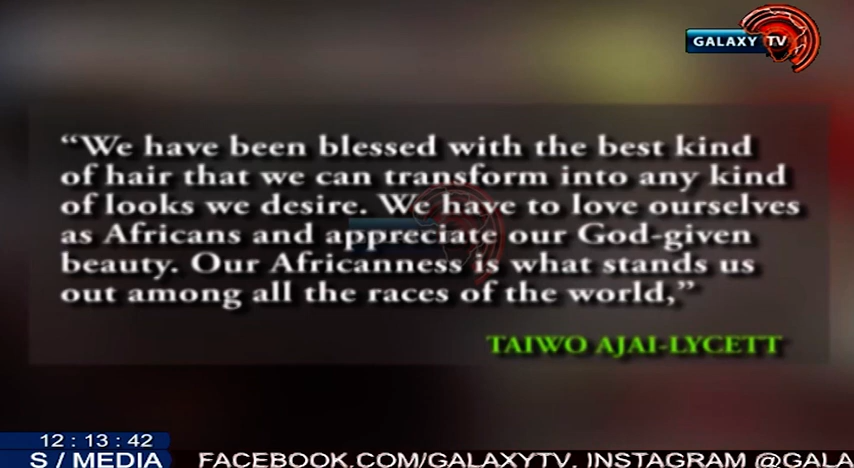 GALAXY TV
“We have been blessed with the best kind
of hair that we can transform into any kind
of looks we desire. We have to love ourselves
as Africans and appreciate our God-given
beauty. Our Africanness is what stands us
out among all the races of the world,”
TAIWO AJAI-LYCETT
12 : 13 : 42
S / MEDIA FACEBOOK.COM/GALAXYTV, INSTAGRAM @GALA